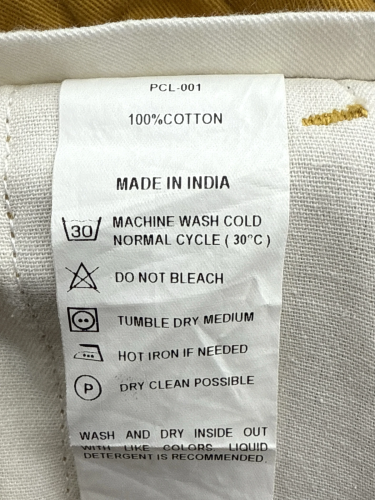 PCL-001
100%COTTON
MADE IN INDIA
30 MACHINE WASH COLD
NORMAL CYCLE ( 30°C )
DO NOT BLEACH
TUMBLE DRY MEDIUM
HOT IRON IF NEEDED
P DRY CLEAN POSSIBLE
WASH AND DRY INSIDE OUT
WITH LIKE COLORS. LIQUID
DETERGENT IS RECOMMENDED